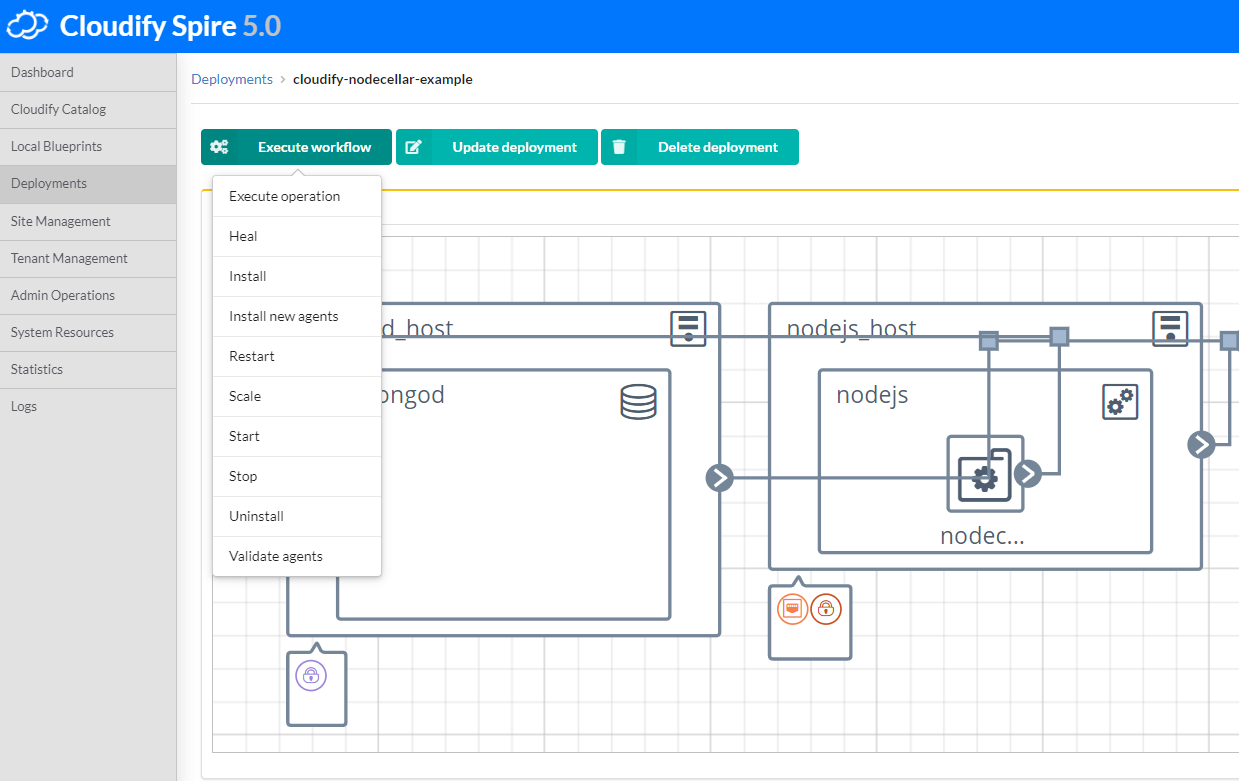 Cloudify Spire 5.0
Dashboard
Cloudify Catalog
Local Blueprints
Deployments
Site Management
Tenant Management
Admin Operations
System Resources
Statistics
Logs
Deployments › cloudify-nodecellar-example
Execute workflow
Update deployment
Delete deployment
Execute operation
Heal
Install
Install new agents
Restart
Scale
Start
Stop
Uninstall
Validate agents
d_host
ongod
nodejs_host
nodejs
nodec...